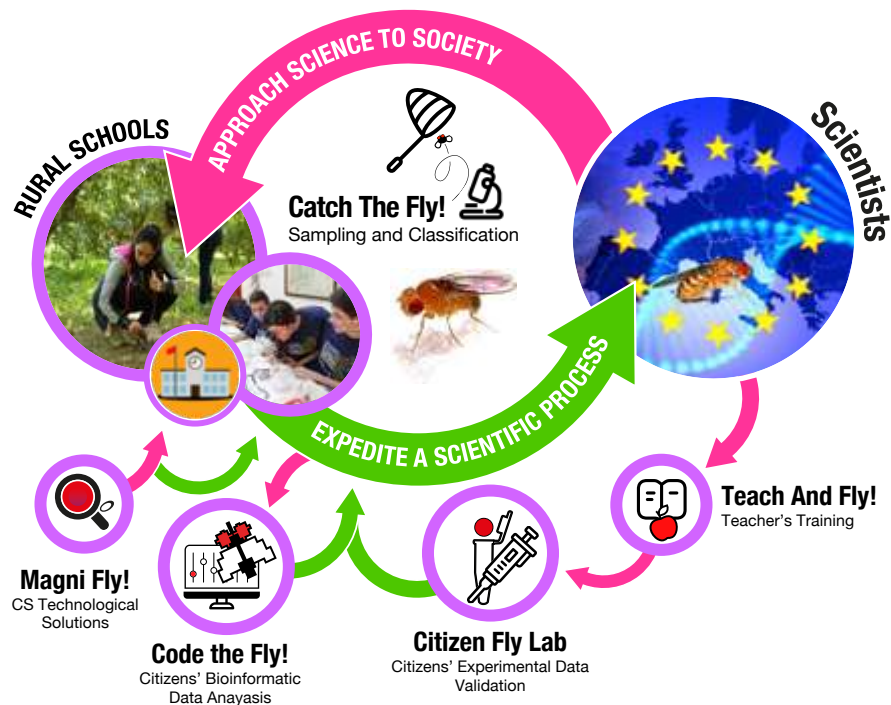 APPROACH SCIENCE TO SOCIETY
RURAL SCHOOLS
Scientists
Catch The Fly!
Sampling and Classification
EXPEDITE A SCIENTIFIC PROCESS
Teach And Fly!
Teacher's Training
Magni Fly!
CS Technological
Solutions
Code the Fly!
Citizens' Bioinformatic
Data Anayasis
Citizen Fly Lab
Citizens' Experimental Data
Validation